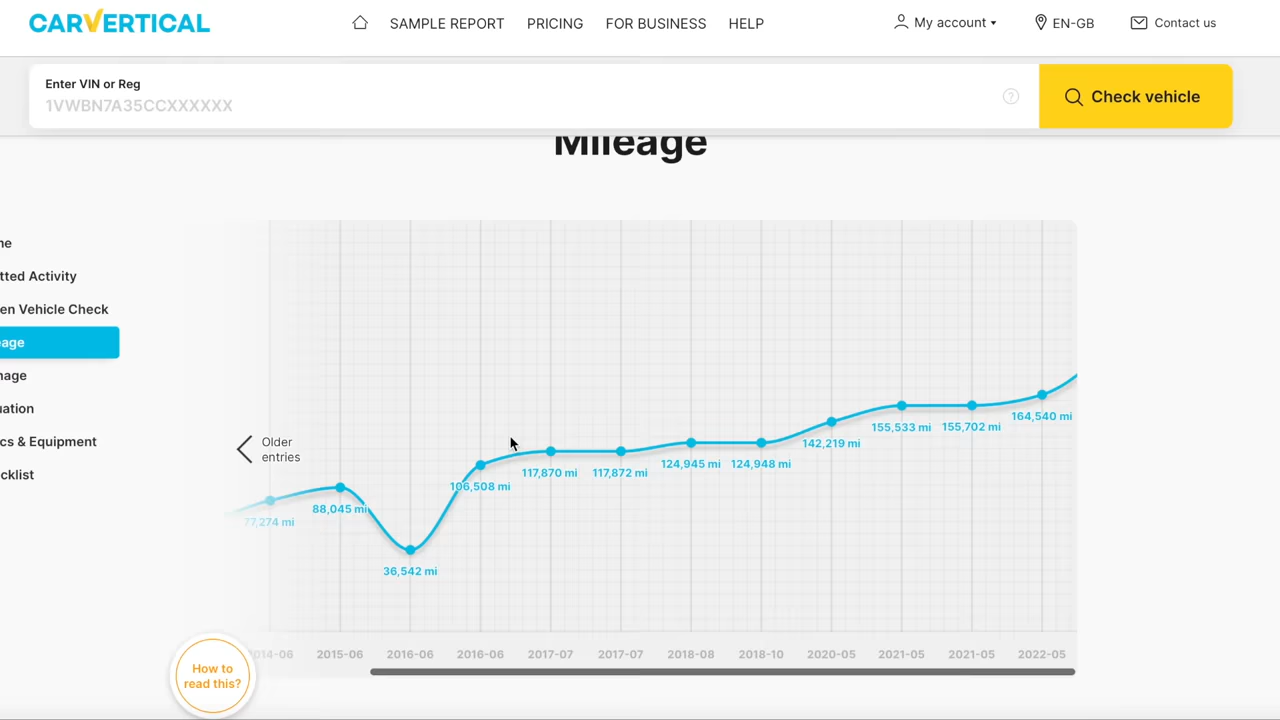 CARVERTICAL
SAMPLE REPORT
PRICING
FOR BUSINESS
HELP
My account
EN-GB
Contact us
Enter VIN or Reg
1VWBN7A35CCXXXXXX
?
Check vehicle
Mileage
ne
tted Activity
en Vehicle Check
age
nage
uation
cs & Equipment
cklist
Older
entries
77,274 mi
88,045 mi
36,542 mi
106,508 mi
117,870 mi
117,872 mi
124,945 mi
124,948 mi
142,219 mi
155,533 mi
155,702 mi
164,540 mi
014-06
2015-06
2016-06
2016-06
2017-07
2017-07
2018-08
2018-10
2020-05
2021-05
2021-05
2022-05
How to
read this?